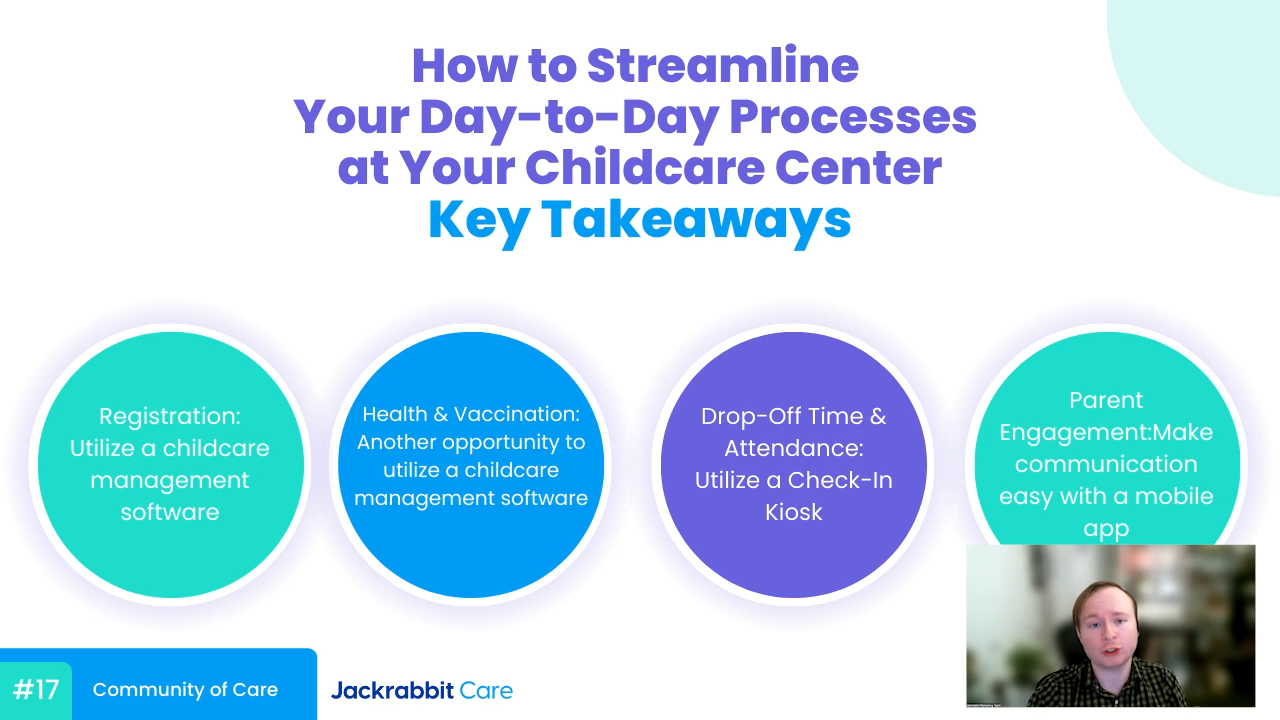 How to Streamline
Your Day-to-Day Processes
at Your Childcare Center
Key Takeaways
Registration:
Utilize a childcare
management
software
Health & Vaccination:
Another opportunity to
utilize a childcare
management software
Drop-Off Time &
Attendance:
Utilize a Check-In
Kiosk
Parent
Engagement:Make
communication
easy with a mobile
app
#17
Community of Care
Jackrabbit Care